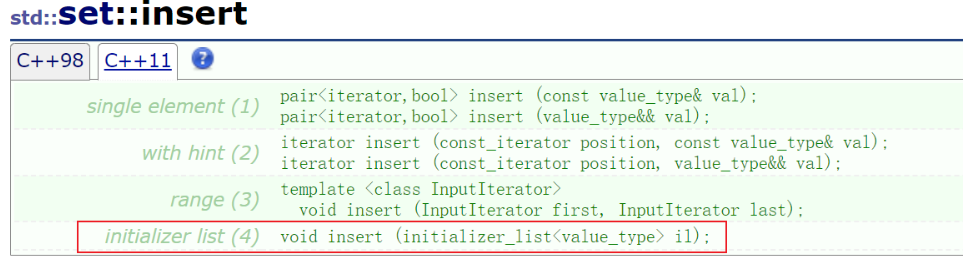 std::set::insert
C++98 C++11 ?
single element (1) pair<iterator,bool> insert (const value_type& val);
pair<iterator,bool> insert (value_type&& val);
with hint (2) iterator insert (const_iterator position, const value_type& val);
iterator insert (const_iterator position, value_type&& val);
range (3) template <class InputIterator>
void insert (InputIterator first, InputIterator last);
initializer list (4) void insert (initializer_list<value_type> il);